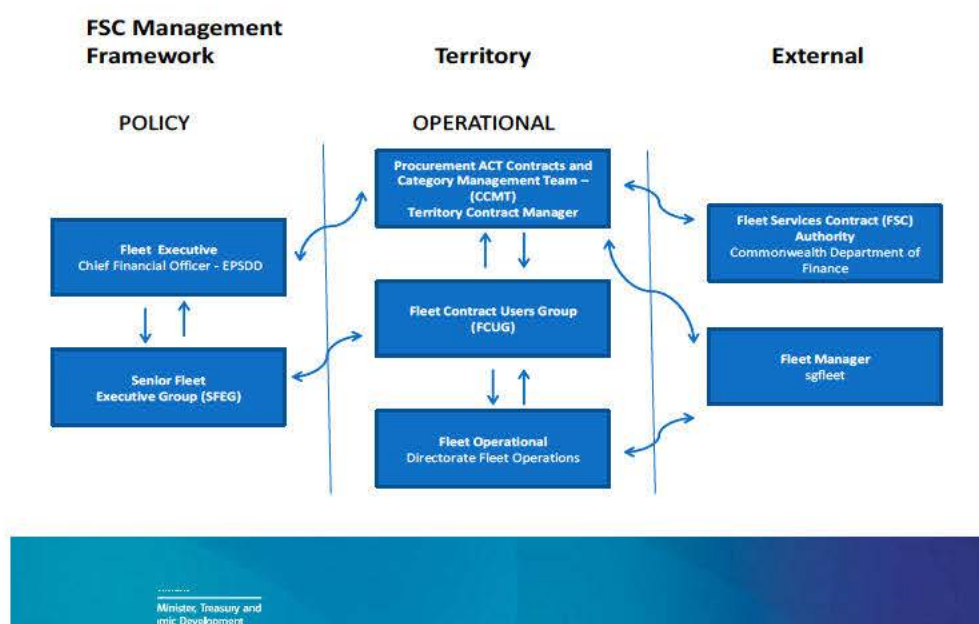 FSC Management
Framework
Territory
External
POLICY
OPERATIONAL
Procurement ACT Contracts and
Category Management Team –
(CCMT)
Territory Contract Manager
Fleet Executive
Chief Financial Officer - EPSDD
Fleet Services Contract (FSC)
Authority
Commonwealth Department of
Finance
Fleet Contract Users Group
(FCUG)
Senior Fleet
Executive Group (SFEG)
Fleet Manager
sgfleet
Fleet Operational
Directorate Fleet Operations
Minister, Treasury and
mic Development